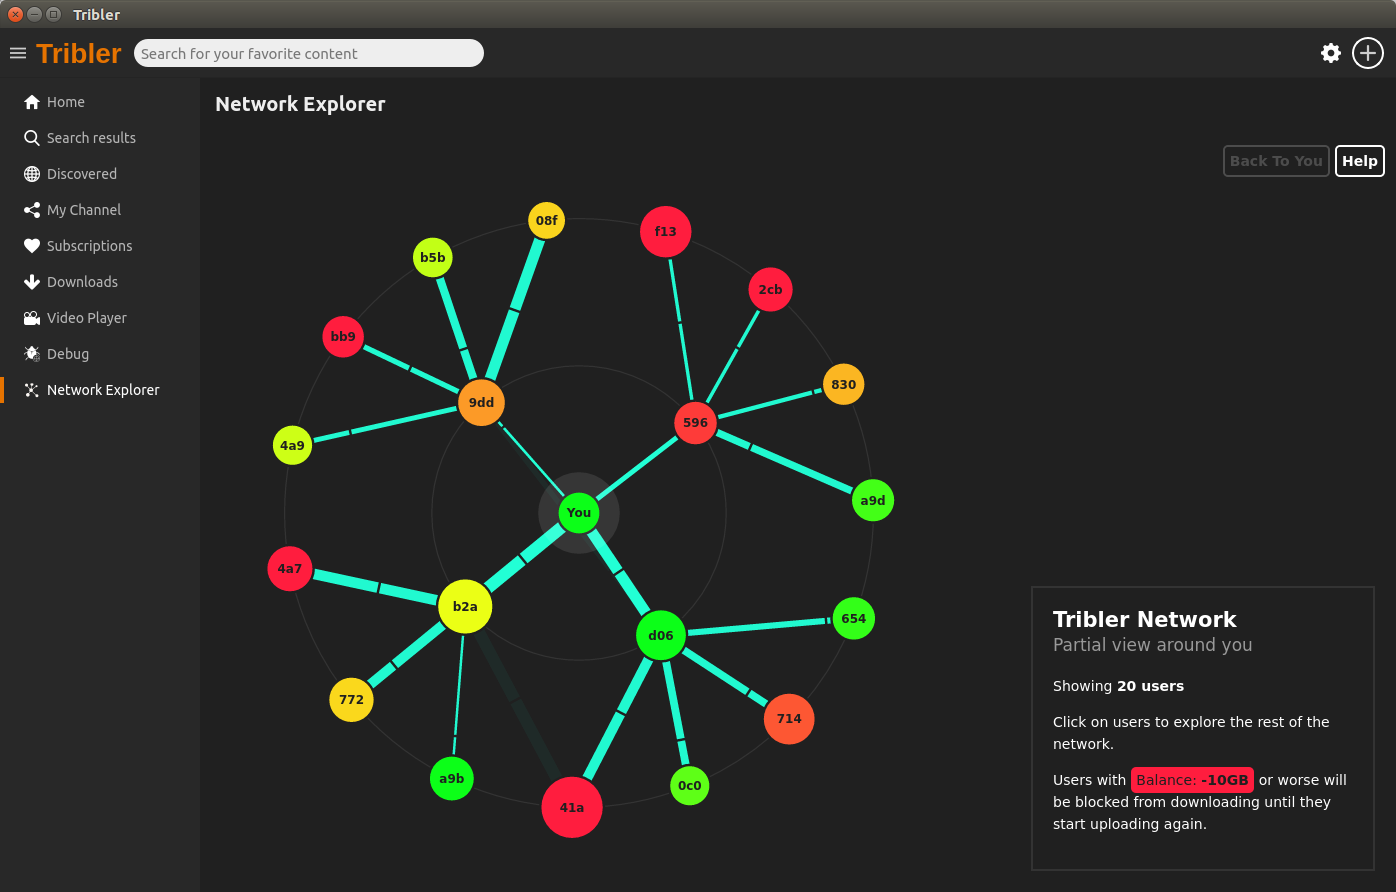 Tribler
Tribler
Search for your favorite content
Home
Search results
Discovered
My Channel
Subscriptions
Downloads
Video Player
Debug
Network Explorer
Network Explorer
Back To You
Help
08f
f13
b5b
2cb
bb9
830
9dd
596
4a9
a9d
You
4a7
b2a
654
d06
772
714
a9b
0c0
41a
Tribler Network
Partial view around you
Showing 20 users
Click on users to explore the rest of the
network.
Users with Balance: -10GB or worse will
be blocked from downloading until they
start uploading again.